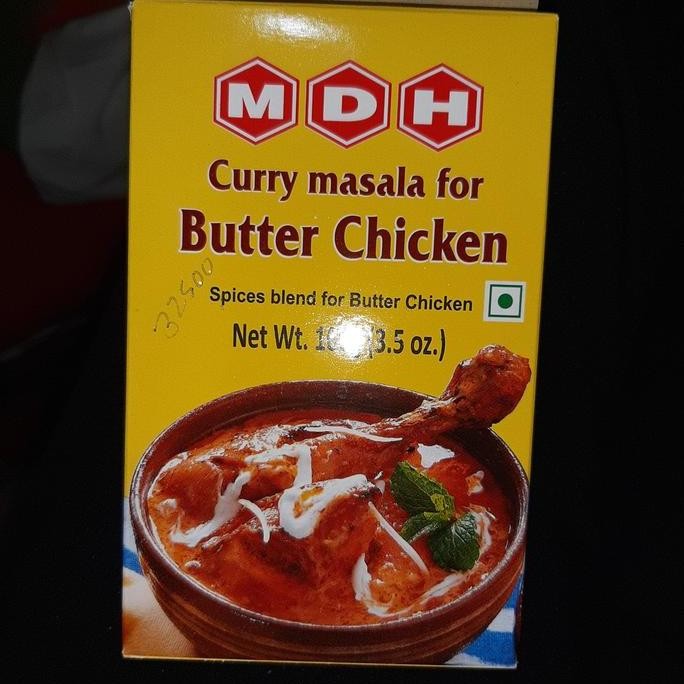 MDH
Curry masala for
Butter Chicken
Spices blend for Butter Chicken
Net Wt. (3.5 oz.)
32500